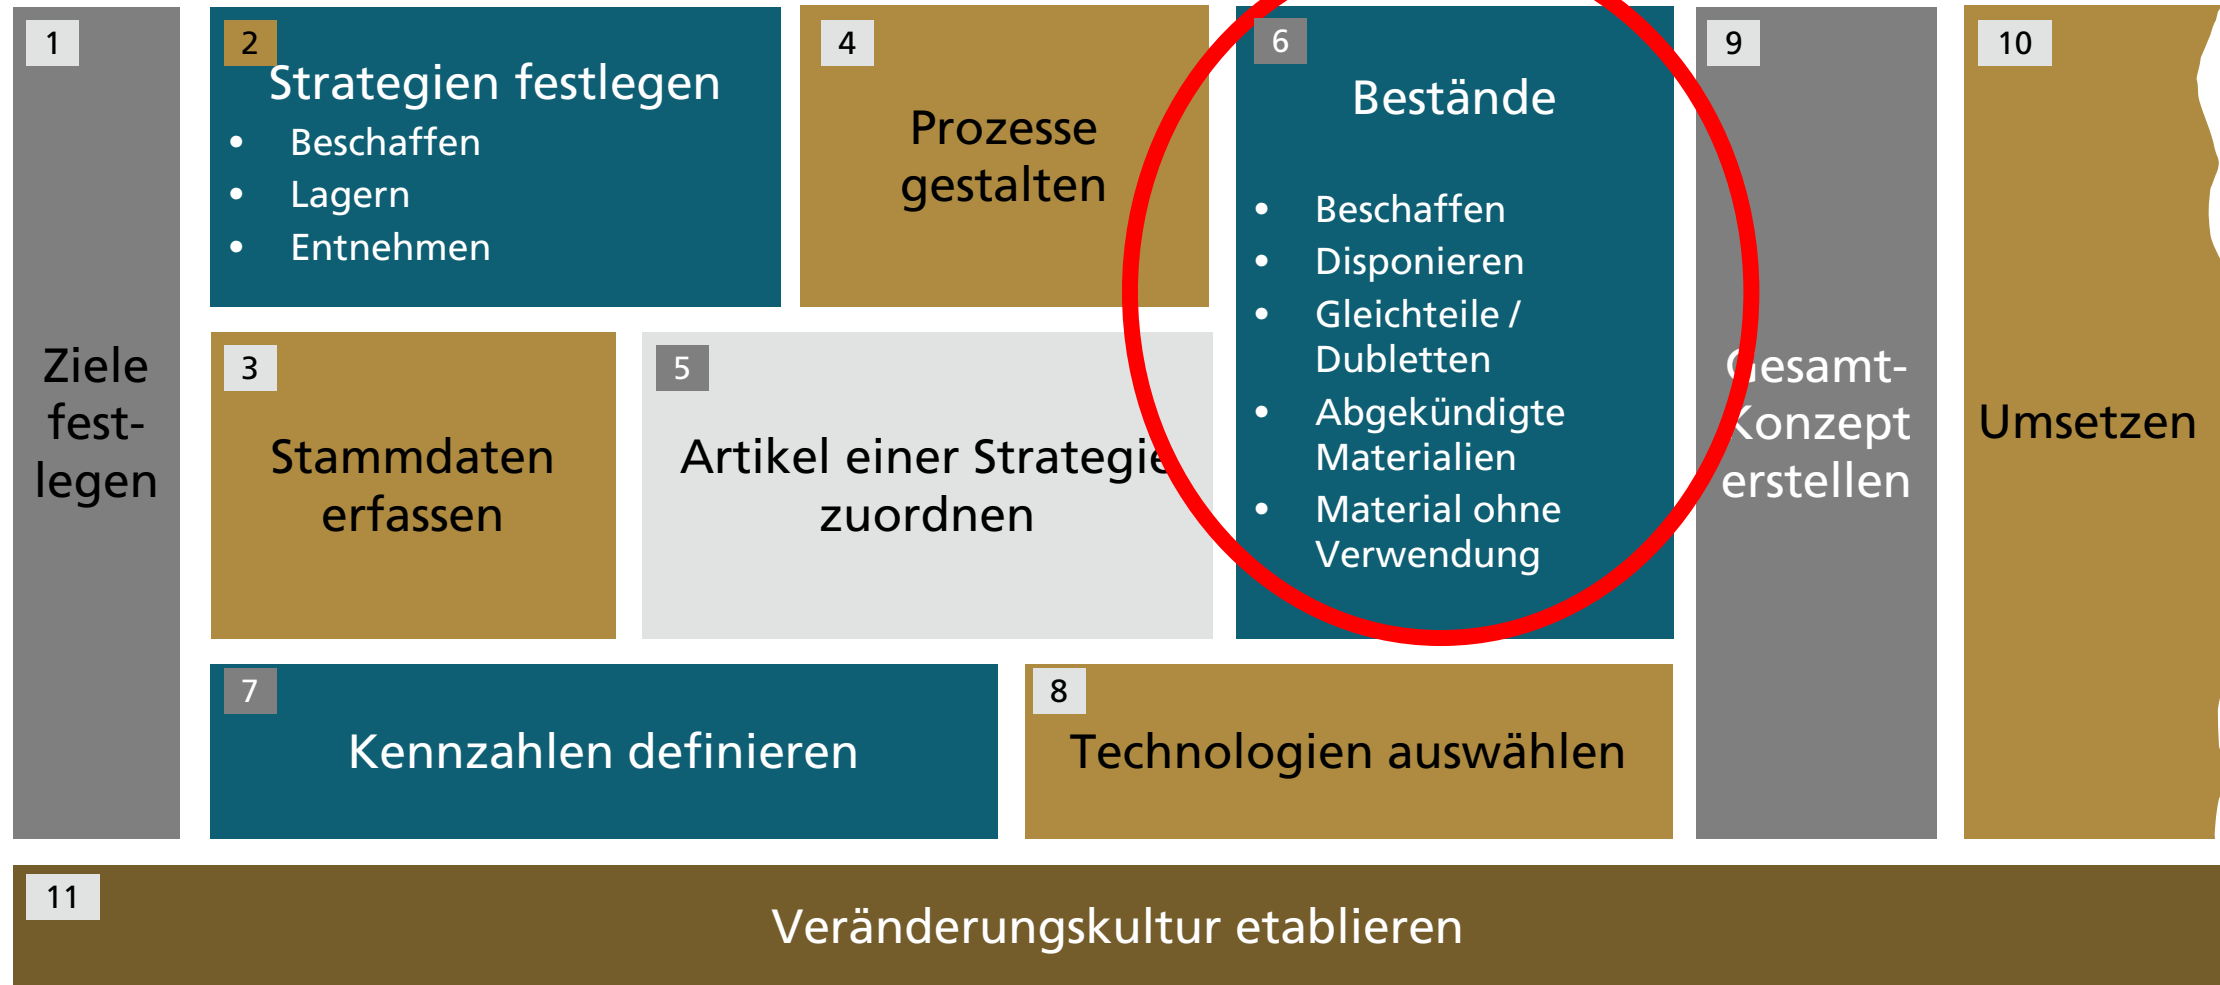 1
Ziele
fest-
legen
2
Strategien festlegen
• Beschaffen
• Lagern
• Entnehmen
3
Stammdaten
erfassen
4
Prozesse
gestalten
5
Artikel einer Strategie
zuordnen
6
Bestände
• Beschaffen
• Disponieren
• Gleichteile /
Dubletten
• Abgekündigte
Materialien
• Material ohne
Verwendung
7
Kennzahlen definieren
8
Technologien auswählen
9
Gesamt-
Konzept
erstellen
10
Umsetzen
11
Veränderungskultur etablieren